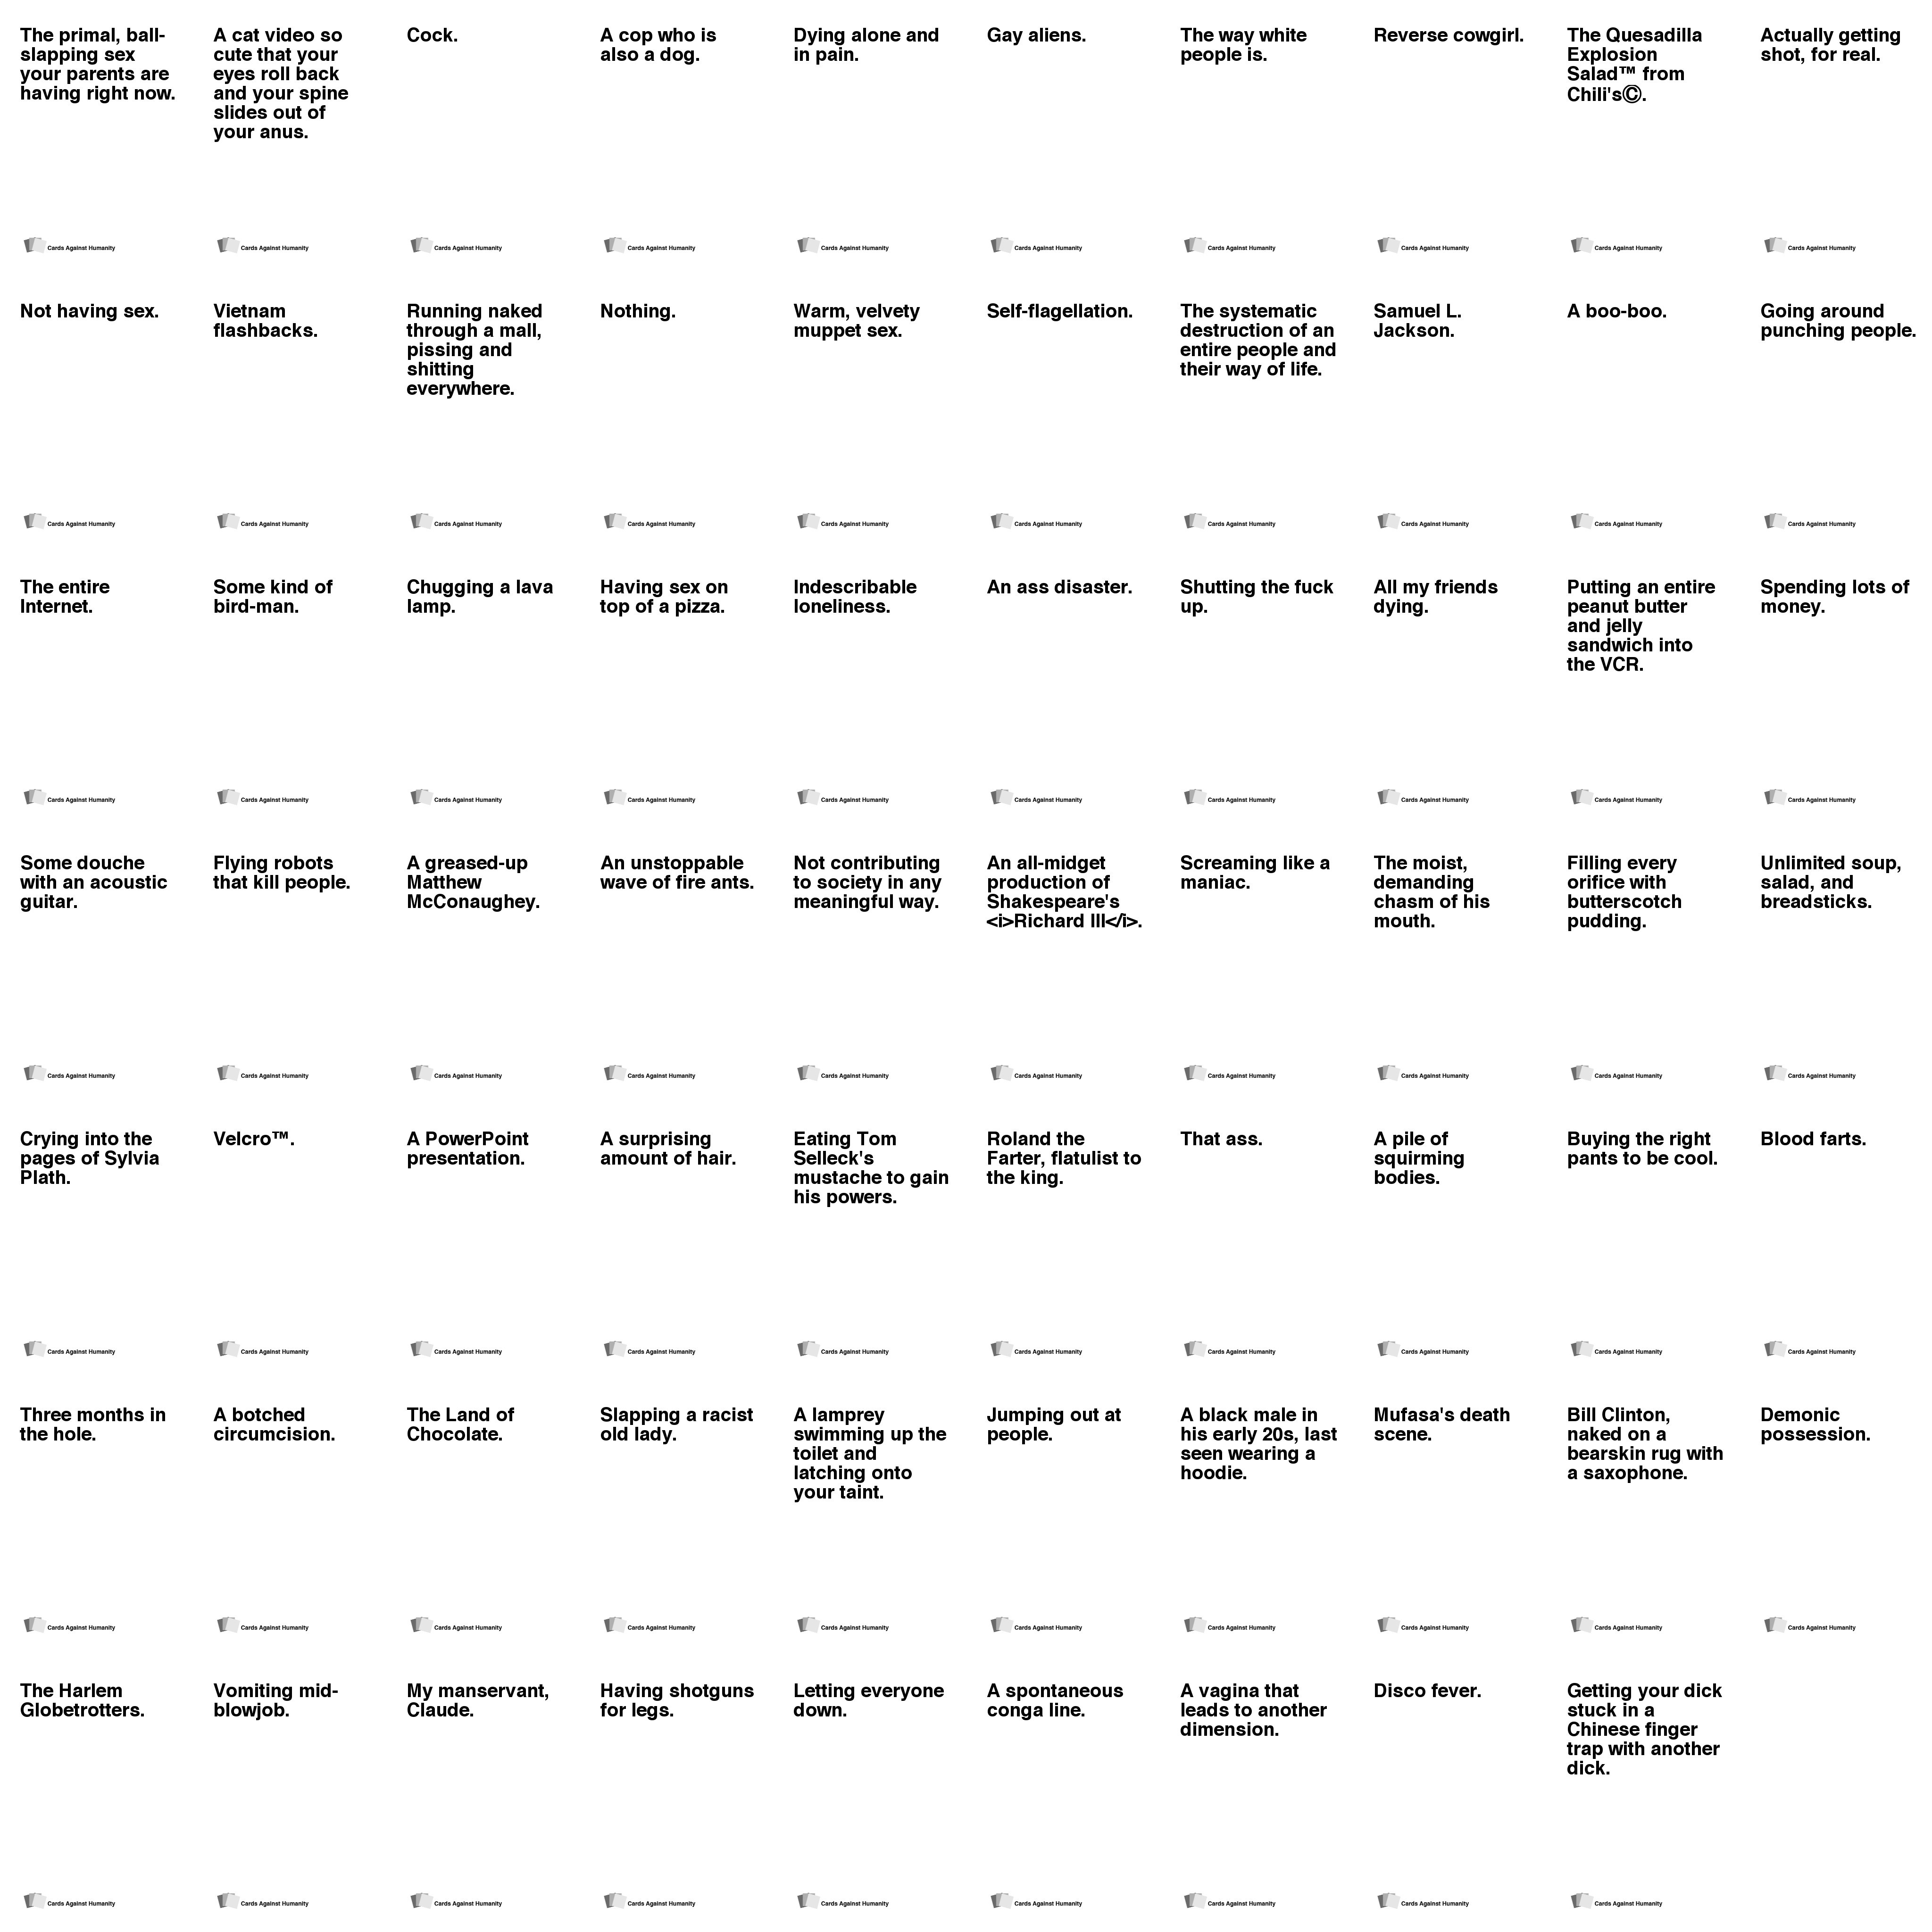 The primal, ball-
slapping sex
your parents are
having right now.
Cards Against Humanity
A cat video so
cute that your
eyes roll back
and your spine
slides out of
your anus.
Cards Against Humanity
Cock.
Cards Against Humanity
A cop who is
also a dog.
Cards Against Humanity
Dying alone and
in pain.
Cards Against Humanity
Gay aliens.
Cards Against Humanity
The way white
people is.
Cards Against Humanity
Reverse cowgirl.
Cards Against Humanity
The Quesadilla
Explosion
Salad™ from
Chili's©.
Cards Against Humanity
Actually getting
shot, for real.
Cards Against Humanity
Not having sex.
Cards Against Humanity
Vietnam
flashbacks.
Cards Against Humanity
Running naked
through a mall,
pissing and
shitting
everywhere.
Cards Against Humanity
Nothing.
Cards Against Humanity
Warm, velvety
muppet sex.
Cards Against Humanity
Self-flagellation.
Cards Against Humanity
The systematic
destruction of an
entire people and
their way of life.
Cards Against Humanity
Samuel L.
Jackson.
Cards Against Humanity
A boo-boo.
Cards Against Humanity
Going around
punching people.
Cards Against Humanity
The entire
Internet.
Cards Against Humanity
Some kind of
bird-man.
Cards Against Humanity
Chugging a lava
lamp.
Cards Against Humanity
Having sex on
top of a pizza.
Cards Against Humanity
Indescribable
loneliness.
Cards Against Humanity
An ass disaster.
Cards Against Humanity
Shutting the fuck
up.
Cards Against Humanity
All my friends
dying.
Cards Against Humanity
Putting an entire
peanut butter
and jelly
sandwich into
the VCR.
Cards Against Humanity
Spending lots of
money.
Cards Against Humanity
Some douche
with an acoustic
guitar.
Cards Against Humanity
Flying robots
that kill people.
Cards Against Humanity
A greased-up
Matthew
McConaughey.
Cards Against Humanity
An unstoppable
wave of fire ants.
Cards Against Humanity
Not contributing
to society in any
meaningful way.
Cards Against Humanity
An all-midget
production of
Shakespeare's
<i>Richard III</i>.
Cards Against Humanity
Screaming like a
maniac.
Cards Against Humanity
The moist,
demanding
chasm of his
mouth.
Cards Against Humanity
Filling every
orifice with
butterscotch
pudding.
Cards Against Humanity
Unlimited soup,
salad, and
breadsticks.
Cards Against Humanity
Crying into the
pages of Sylvia
Plath.
Cards Against Humanity
Velcro™.
Cards Against Humanity
A PowerPoint
presentation.
Cards Against Humanity
A surprising
amount of hair.
Cards Against Humanity
Eating Tom
Selleck's
mustache to gain
his powers.
Cards Against Humanity
Roland the
Farter, flatulist to
the king.
Cards Against Humanity
That ass.
Cards Against Humanity
A pile of
squirming
bodies.
Cards Against Humanity
Buying the right
pants to be cool.
Cards Against Humanity
Blood farts.
Cards Against Humanity
Three months in
the hole.
Cards Against Humanity
A botched
circumcision.
Cards Against Humanity
The Land of
Chocolate.
Cards Against Humanity
Slapping a racist
old lady.
Cards Against Humanity
A lamprey
swimming up the
toilet and
latching onto
your taint.
Cards Against Humanity
Jumping out at
people.
Cards Against Humanity
A black male in
his early 20s, last
seen wearing a
hoodie.
Cards Against Humanity
Mufasa's death
scene.
Cards Against Humanity
Bill Clinton,
naked on a
bearskin rug with
a saxophone.
Cards Against Humanity
Demonic
possession.
Cards Against Humanity
The Harlem
Globetrotters.
Cards Against Humanity
Vomiting mid-
blowjob.
Cards Against Humanity
My manservant,
Claude.
Cards Against Humanity
Having shotguns
for legs.
Cards Against Humanity
Letting everyone
down.
Cards Against Humanity
A spontaneous
conga line.
Cards Against Humanity
A vagina that
leads to another
dimension.
Cards Against Humanity
Disco fever.
Cards Against Humanity
Getting your dick
stuck in a
Chinese finger
trap with another
dick.
Cards Against Humanity